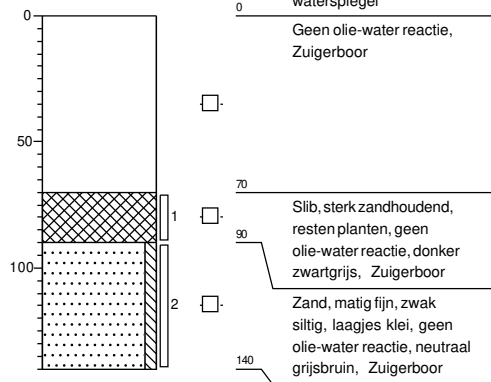 waterspiegel
0
0
Geen olie-water reactie,
Zuigerboor
50
70
1
Slib, sterk zandhoudend,
resten planten, geen
olie-water reactie, donker
zwartgrijs, Zuigerboor
90
100
2
Zand, matig fijn, zwak
siltig, laagjes klei, geen
olie-water reactie, neutraal
grijsbruin, Zuigerboor
140